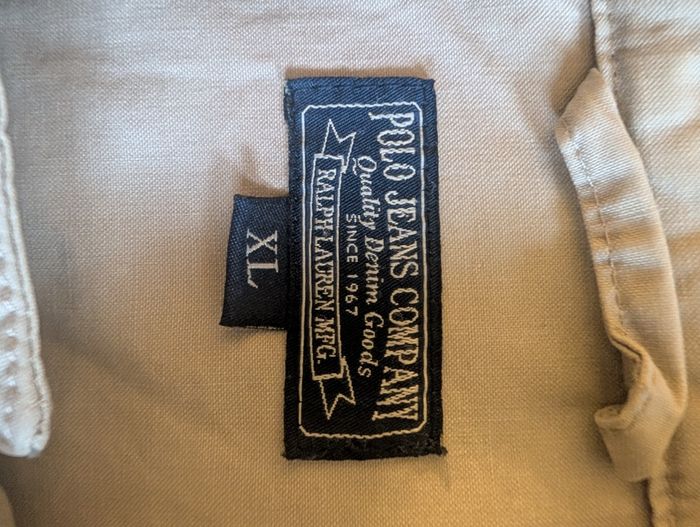 POLO JEANS COMPANY
Quality Denim Goods
SINCE 1967
RALPH LAUREN MFG.
XL